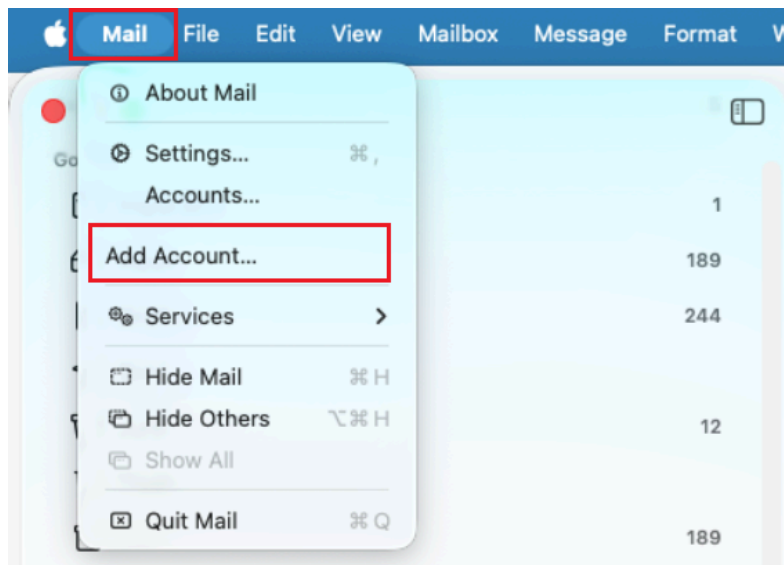 Mail File Edit View Mailbox Message Format
About Mail
Go
Settings... ⌘ ,
Accounts...
1
Add Account...
189
Services
244
Hide Mail ⌘ H
Hide Others ⌥⌘ H
12
Show All
Quit Mail ⌘ Q
189